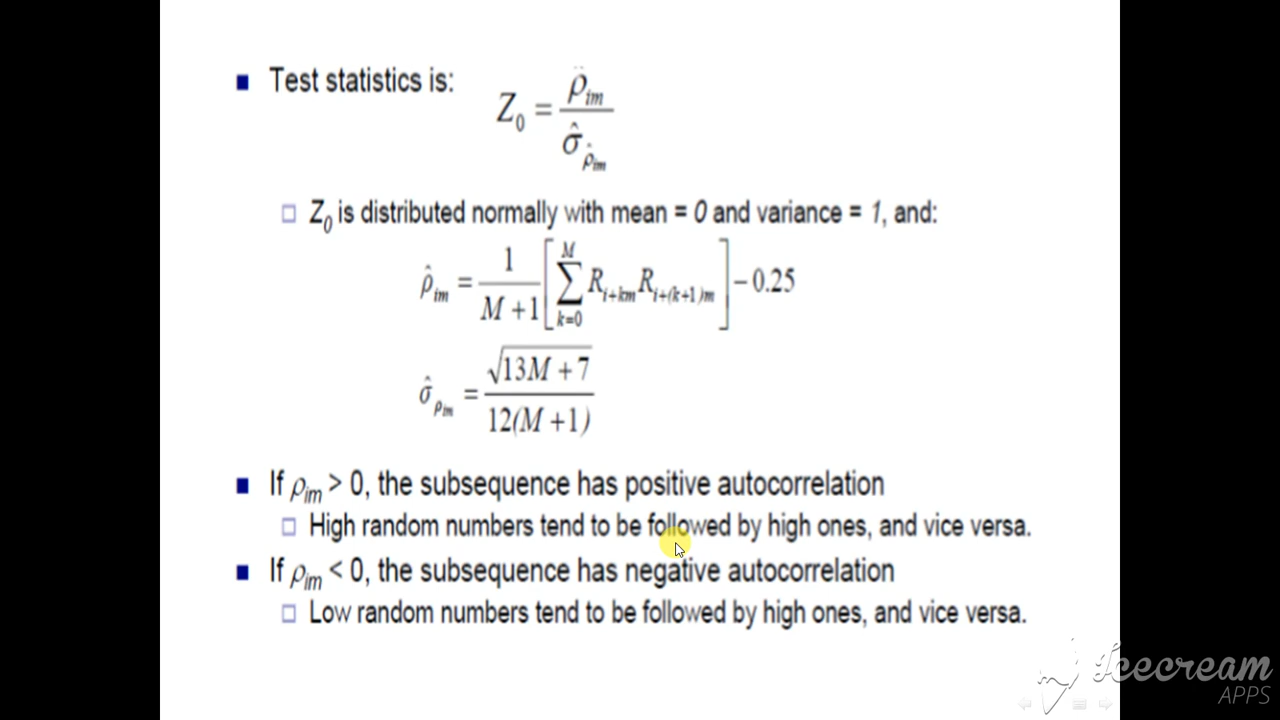 Test statistics is: Z₀ = ρ̂ᵢₘ / σ̂_ρ̂ᵢₘ
Z₀ is distributed normally with mean = 0 and variance = 1, and:
ρ̂ᵢₘ = 1/(M+1) [ ∑_{k=0}^{M} R_{i+km} R_{i+(k+1)m} ] − 0.25
σ̂_ρᵢₘ = √(13M + 7) / 12(M +1)
If ρᵢₘ > 0, the subsequence has positive autocorrelation
High random numbers tend to be followed by high ones, and vice versa.
If ρᵢₘ < 0, the subsequence has negative autocorrelation
Low random numbers tend to be followed by high ones, and vice versa.
Icecream
APPS